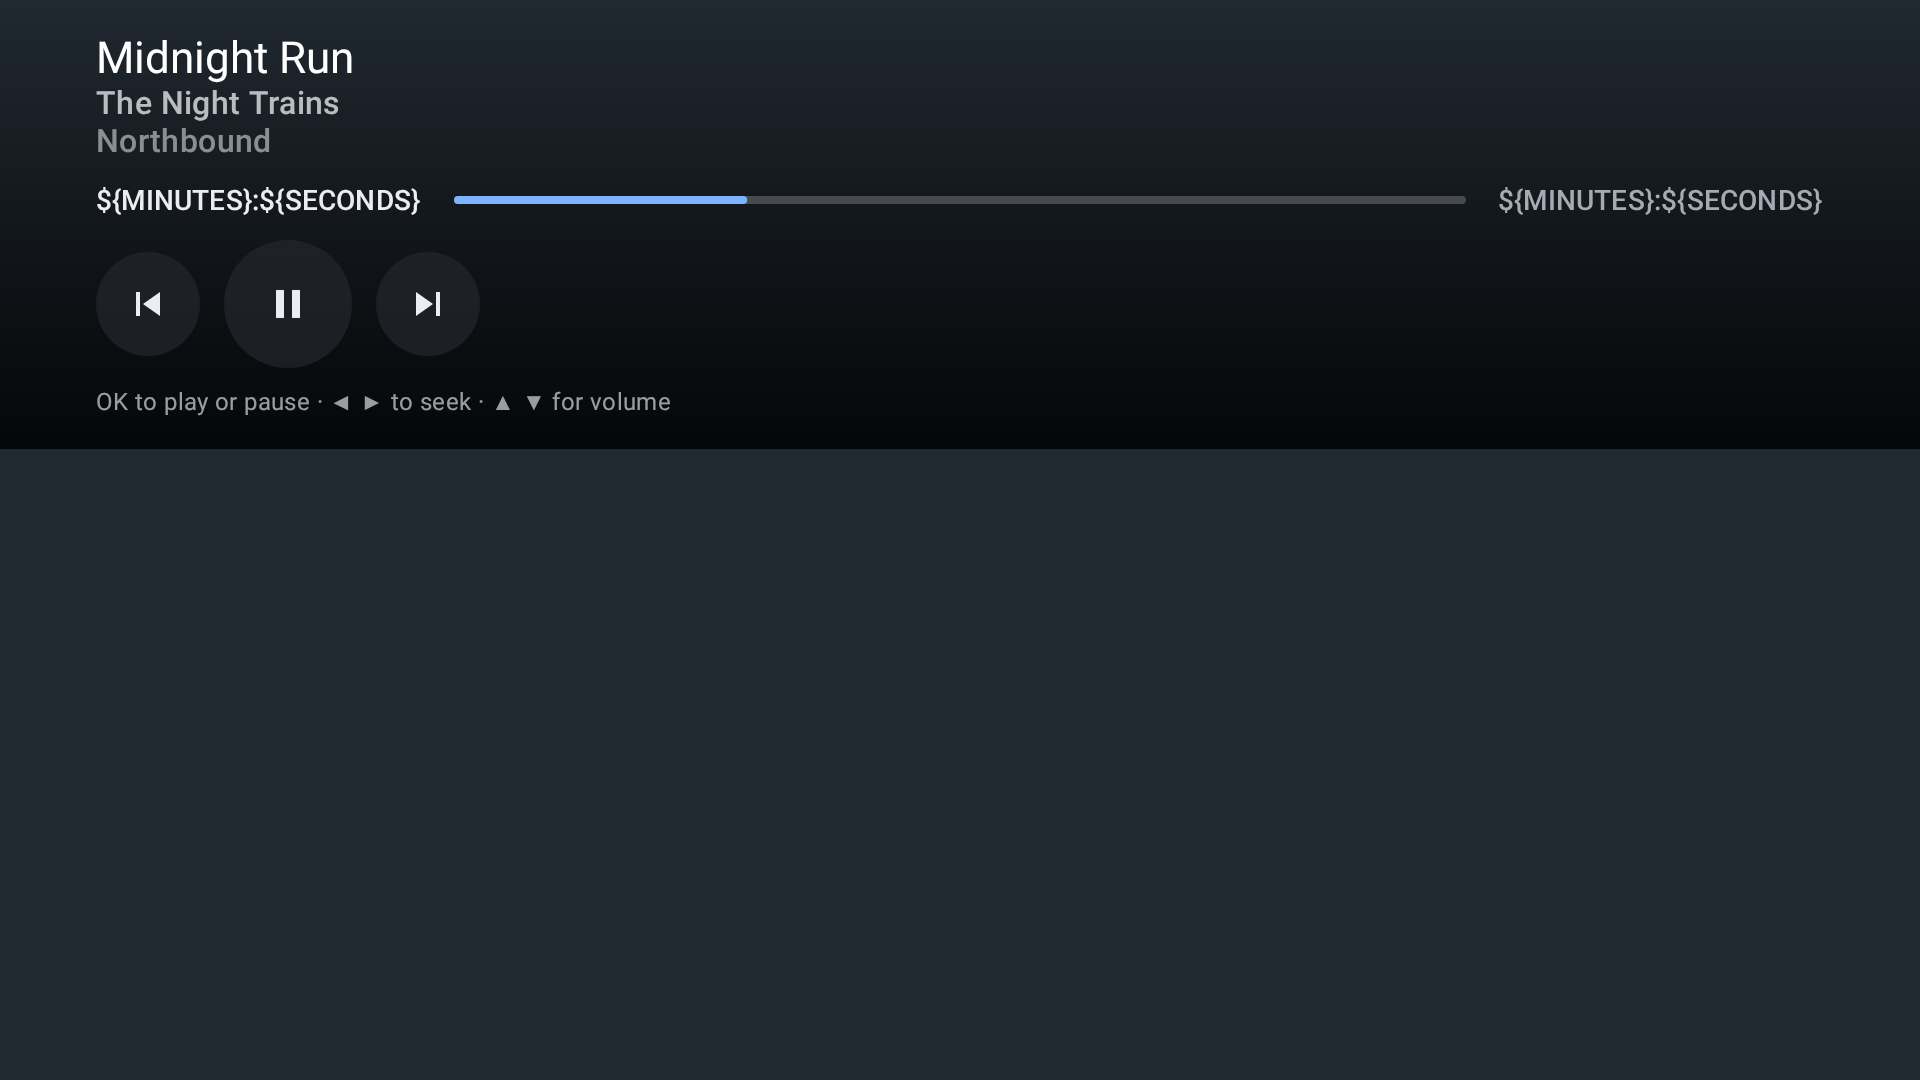 Midnight Run
The Night Trains
Northbound
${MINUTES}:${SECONDS} ${MINUTES}:${SECONDS}
OK to play or pause · ◄ ► to seek · ▲ ▼ for volume